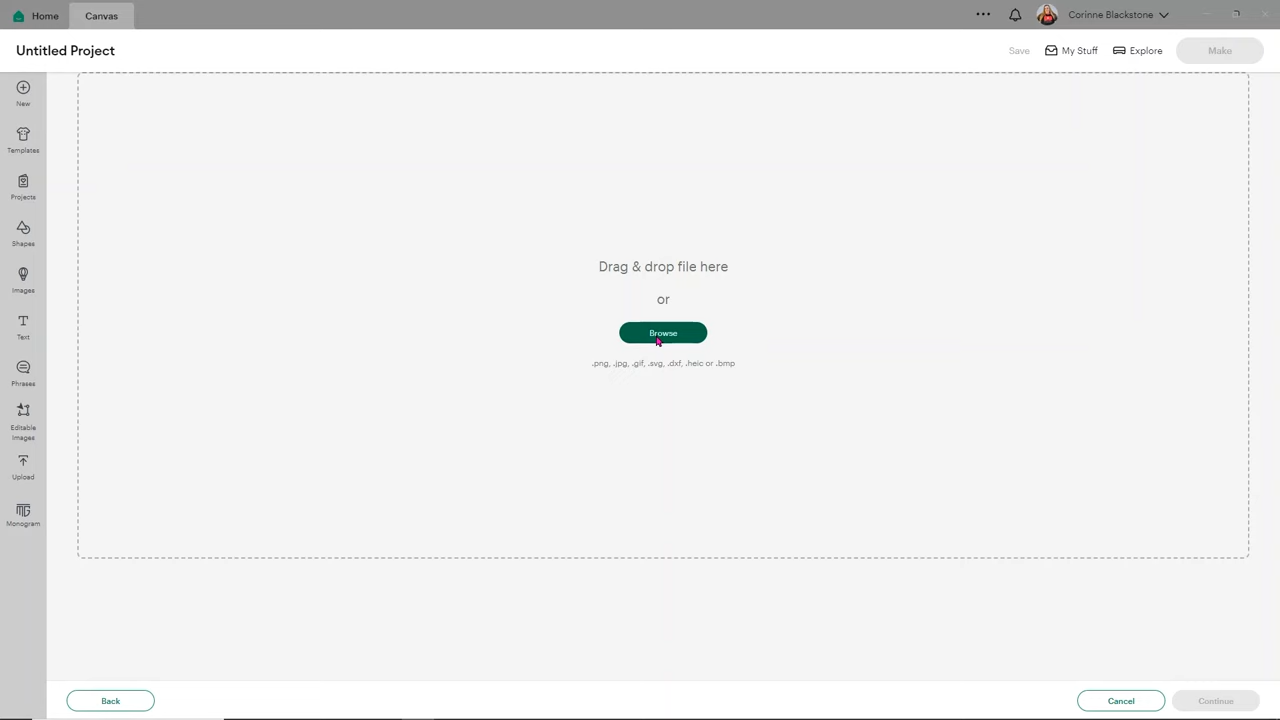 Home
Canvas
Corinne Blackstone
Untitled Project
Save
My Stuff
Explore
Make
New
Templates
Projects
Shapes
Images
Text
Phrases
Editable
Images
Upload
Monogram
Drag & drop file here
or
Browse
.png, .jpg, .gif, .svg, .dxf, .heic or .bmp
Back
Cancel
Continue